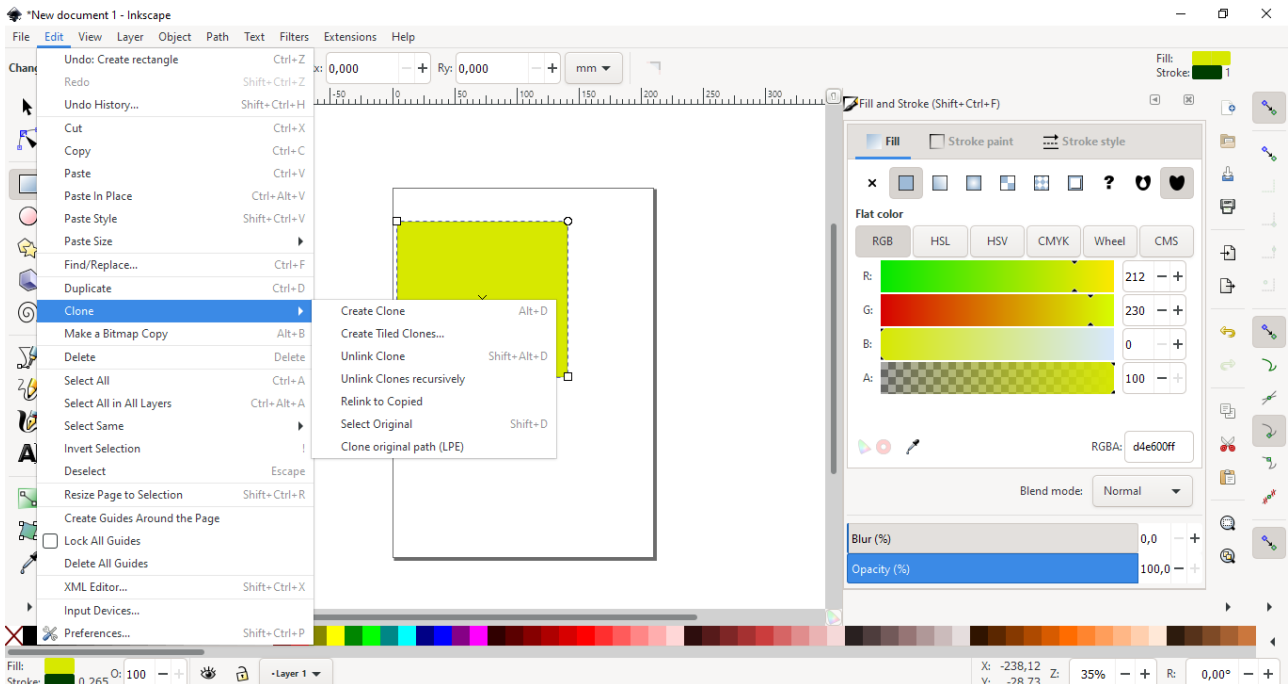 *New document 1 - Inkscape
File Edit View Layer Object Path Text Filters Extensions Help
Chang
x: 0,000 Ry: 0,000 mm
Fill:
Stroke: 1
Undo: Create rectangle Ctrl+Z
Redo Shift+Ctrl+Z
Undo History... Shift+Ctrl+H
Cut Ctrl+X
Copy Ctrl+C
Paste Ctrl+V
Paste In Place Ctrl+Alt+V
Paste Style Shift+Ctrl+V
Paste Size
Find/Replace... Ctrl+F
Duplicate Ctrl+D
Clone
Make a Bitmap Copy Alt+B
Delete Delete
Select All Ctrl+A
Select All in All Layers Ctrl+Alt+A
Select Same
Invert Selection !
Deselect Escape
Resize Page to Selection Shift+Ctrl+R
Create Guides Around the Page
Lock All Guides
Delete All Guides
XML Editor... Shift+Ctrl+X
Input Devices...
Preferences... Shift+Ctrl+P
Create Clone Alt+D
Create Tiled Clones...
Unlink Clone Shift+Alt+D
Unlink Clones recursively
Relink to Copied
Select Original Shift+D
Clone original path (LPE)
-50 0 50 100 150 200 250 300
Fill and Stroke (Shift+Ctrl+F)
Fill Stroke paint Stroke style
Flat color
RGB HSL HSV CMYK Wheel CMS
R: 212
G: 230
B: 0
A: 100
RGBA: d4e600ff
Blend mode: Normal
Blur (%) 0,0
Opacity (%) 100,0
Fill:
Stroke: 0.265
O: 100
-Layer 1
X: -238,12
Y: -28,73
Z: 35% R: 0,00°